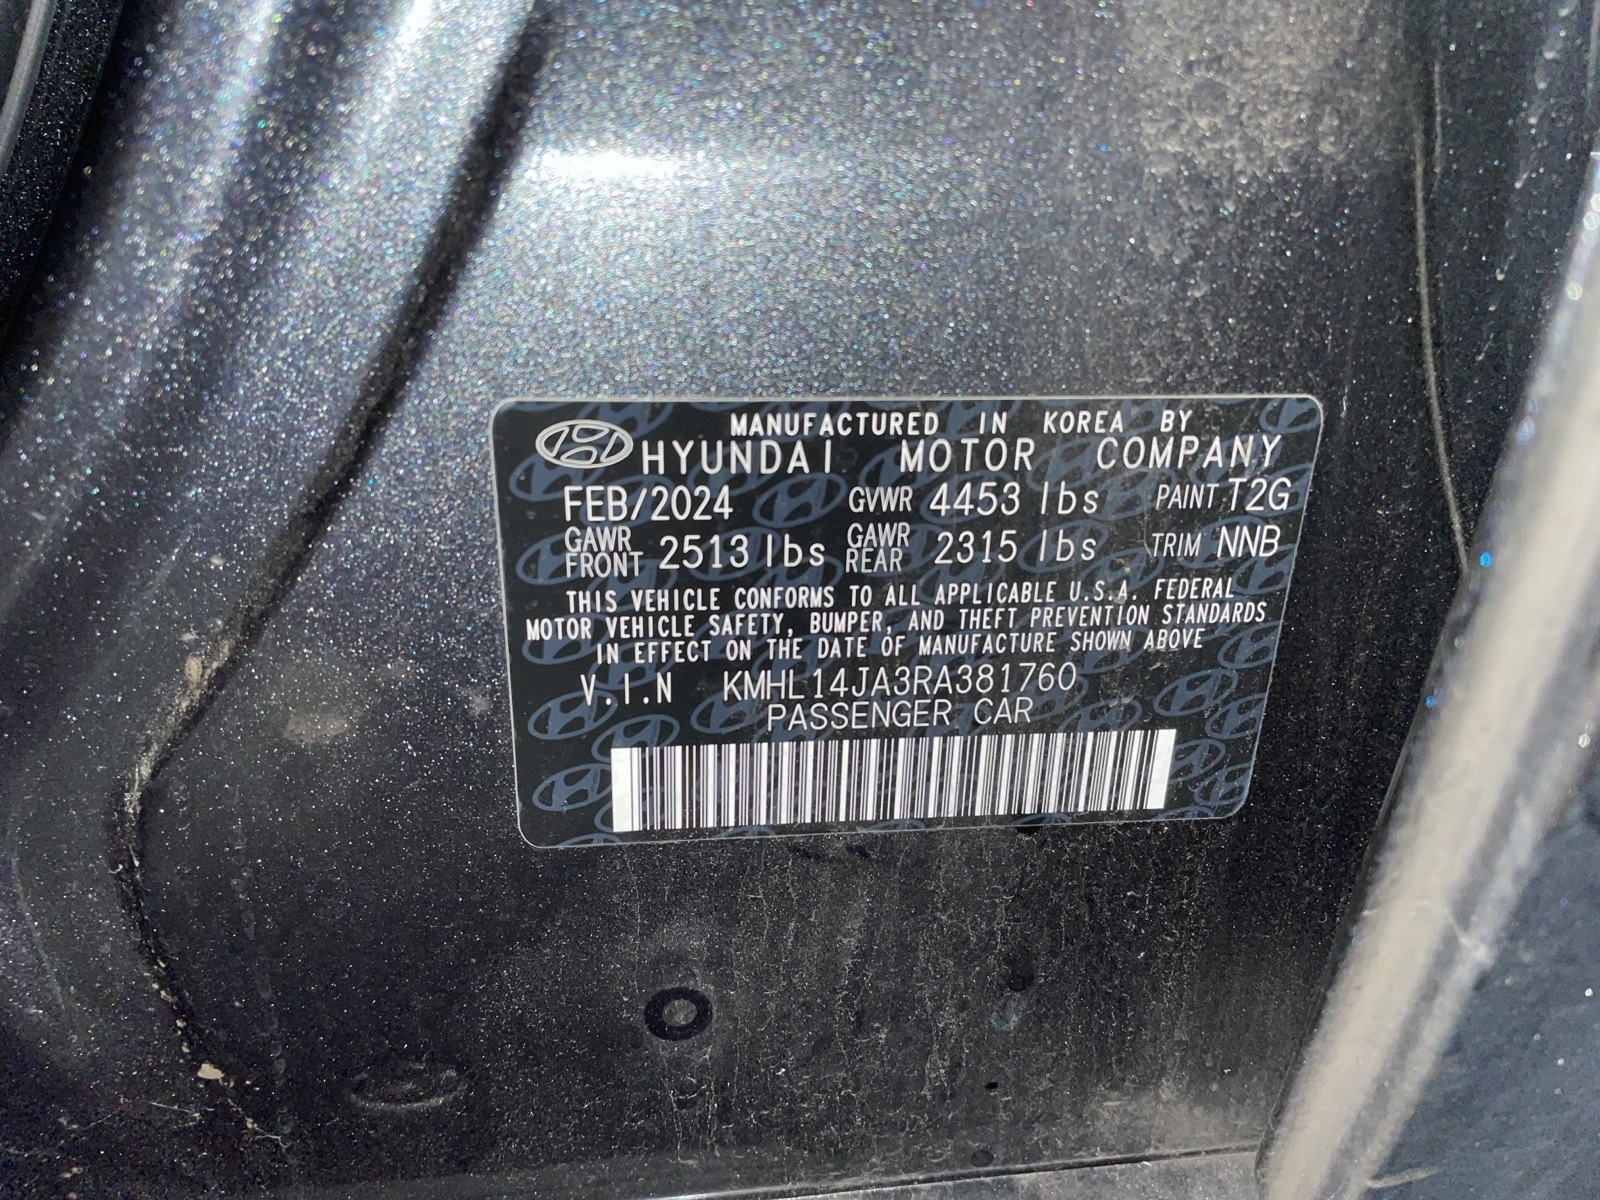 MANUFACTURED IN KOREA BY
HYUNDAI MOTOR COMPANY
FEB/2024 GVWR 4453 lbs PAINT T2G
GAWR FRONT 2513 lbs GAWR REAR 2315 lbs TRIM NNB
THIS VEHICLE CONFORMS TO ALL APPLICABLE U.S.A. FEDERAL
MOTOR VEHICLE SAFETY, BUMPER, AND THEFT PREVENTION STANDARDS
IN EFFECT ON THE DATE OF MANUFACTURE SHOWN ABOVE
V.I.N KMHL14JA3RA381760
PASSENGER CAR